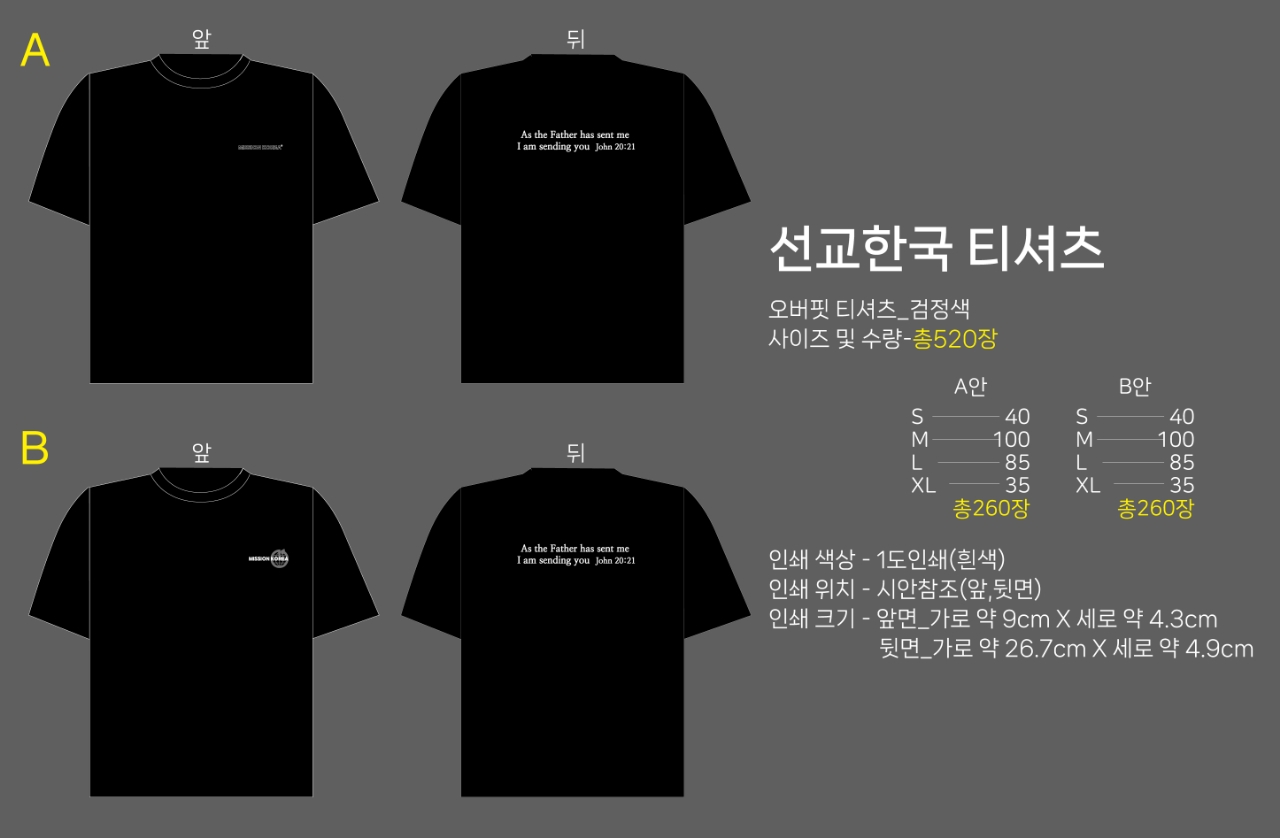 A
앞
뒤
MISSION KOREA
As the Father has sent me
I am sending you John 20:21
B
앞
뒤
MISSION KOREA
As the Father has sent me
I am sending you John 20:21
선교한국 티셔츠
오버핏 티셔츠_검정색
사이즈 및 수량-총520장
A안
S 40
M 100
L 85
XL 35
총260장
B안
S 40
M 100
L 85
XL 35
총260장
인쇄 색상 - 1도인쇄(흰색)
인쇄 위치 - 시안참조(앞,뒷면)
인쇄 크기 - 앞면_가로 약 9cm X 세로 약 4.3cm
뒷면_가로 약 26.7cm X 세로 약 4.9cm